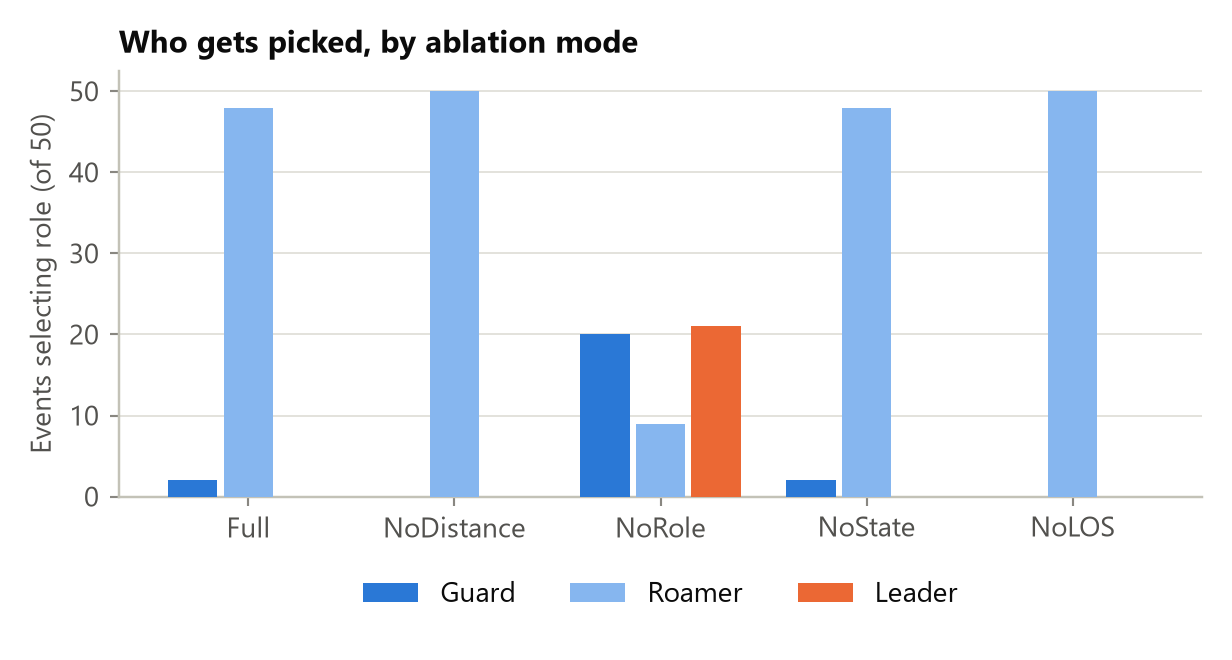 Who gets picked, by ablation mode
Events selecting role (of 50)
50
40
30
20
10
0
Full
NoDistance
NoRole
NoState
NoLOS
Guard
Roamer
Leader